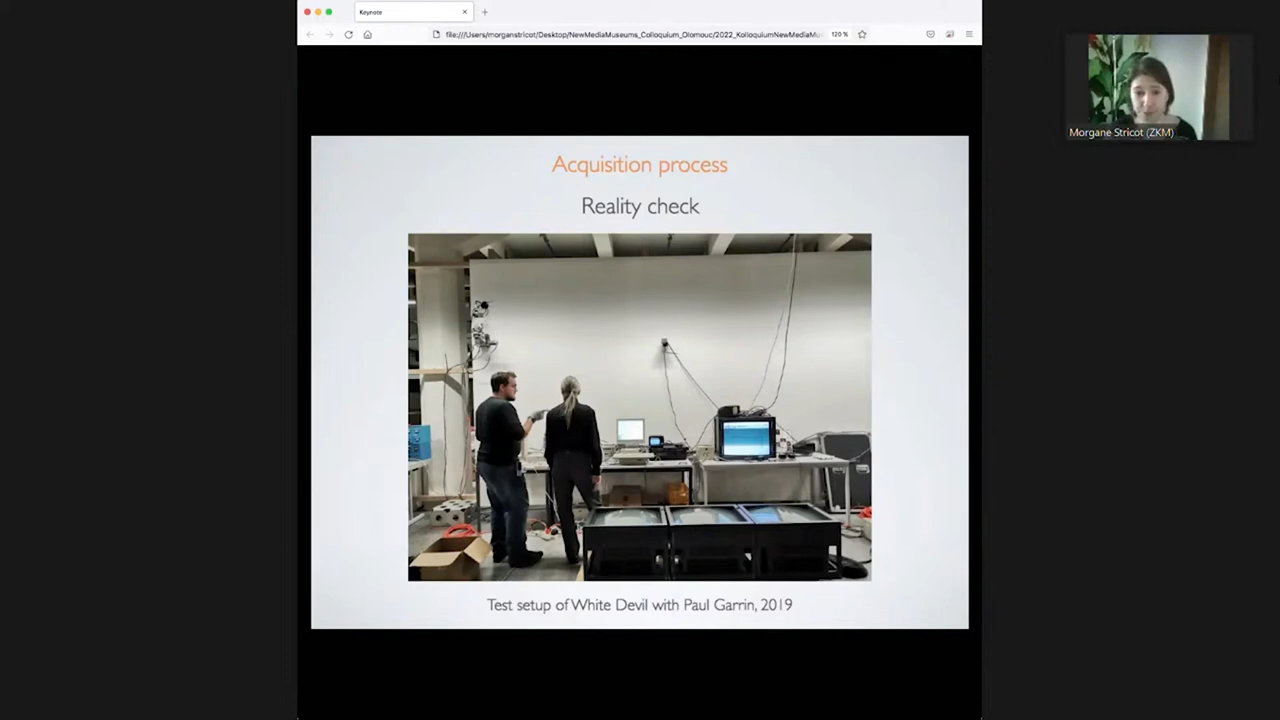 Keynote
file:///Users/morganstricot/Desktop/NewMediaMuseums_Colloquium_Olomouc/2022_KolloquiumNewMediaMu
120 %
Morgane Stricot (ZKM)
Acquisition process
Reality check
Test setup of White Devil with Paul Garrin, 2019